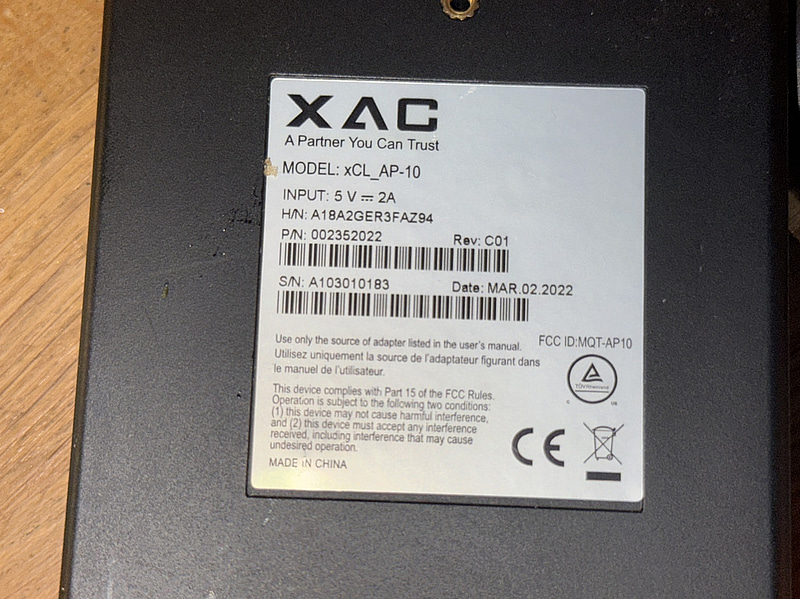 XAC
A Partner You Can Trust
MODEL: xCL_AP-10
INPUT: 5 V ⎓ 2A
H/N: A18A2GER3FAZ94
P/N: 002352022 Rev: C01
S/N: A103010183 Date: MAR.02.2022
Use only the source of adapter listed in the user's manual. FCC ID:MQT-AP10
Utilisez uniquement la source de l'adaptateur figurant dans
le manuel de l'utilisateur.
TÜVRheinland
This device complies with Part 15 of the FCC Rules.
Operation is subject to the following two conditions:
(1) this device may not cause harmful interference,
and (2) this device must accept any interference
received, including interference that may cause
undesired operation.
C US
CE
MADE IN CHINA